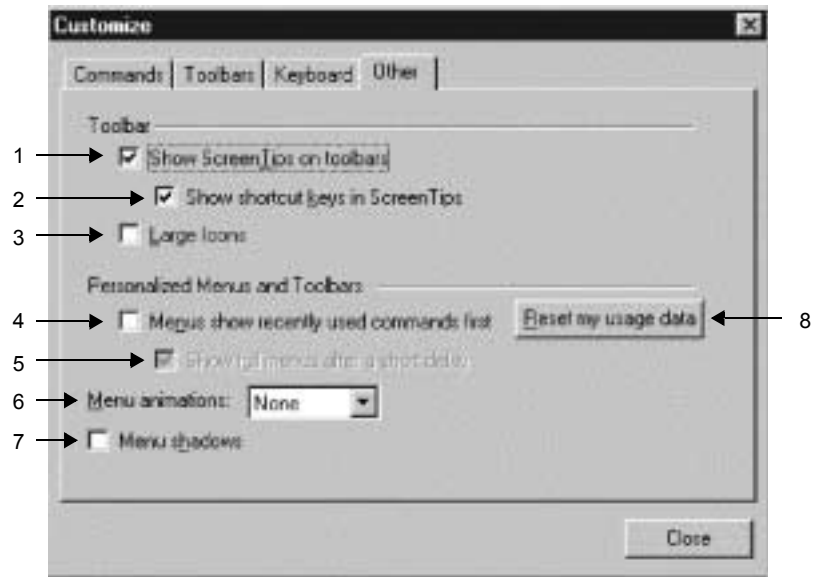 Customize
Commands Toolbars Keyboard Other
Toolbar
1 Show ScreenTips on toolbars
2 Show shortcut keys in ScreenTips
3 Large Icons
Personalized Menus and Toolbars
4 Menus show recently used commands first Reset my usage data 8
5 Show full menus after a short delay
6 Menu animations: None
7 Menu shadows
Close